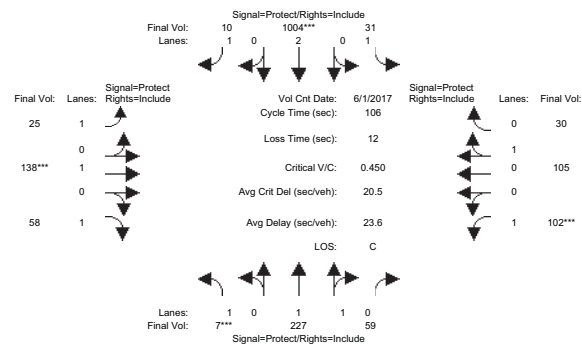 Signal=Protect/Rights=Include
Final Vol: 10 1004*** 31
Lanes: 1 0 2 0 1
Signal=Protect
Final Vol: Lanes: Rights=Include
Vol Cnt Date: 6/1/2017
Signal=Protect
Rights=Include Lanes: Final Vol:
Cycle Time (sec): 106
25 1
0 30
Loss Time (sec): 12
0
1
138*** 1
Critical V/C: 0.450
0 105
0
Avg Crit Del (sec/veh): 20.5
0
58 1
Avg Delay (sec/veh): 23.6
1 102***
LOS: C
Lanes: 1 0 1 1 0
Final Vol: 7*** 227 59
Signal=Protect/Rights=Include